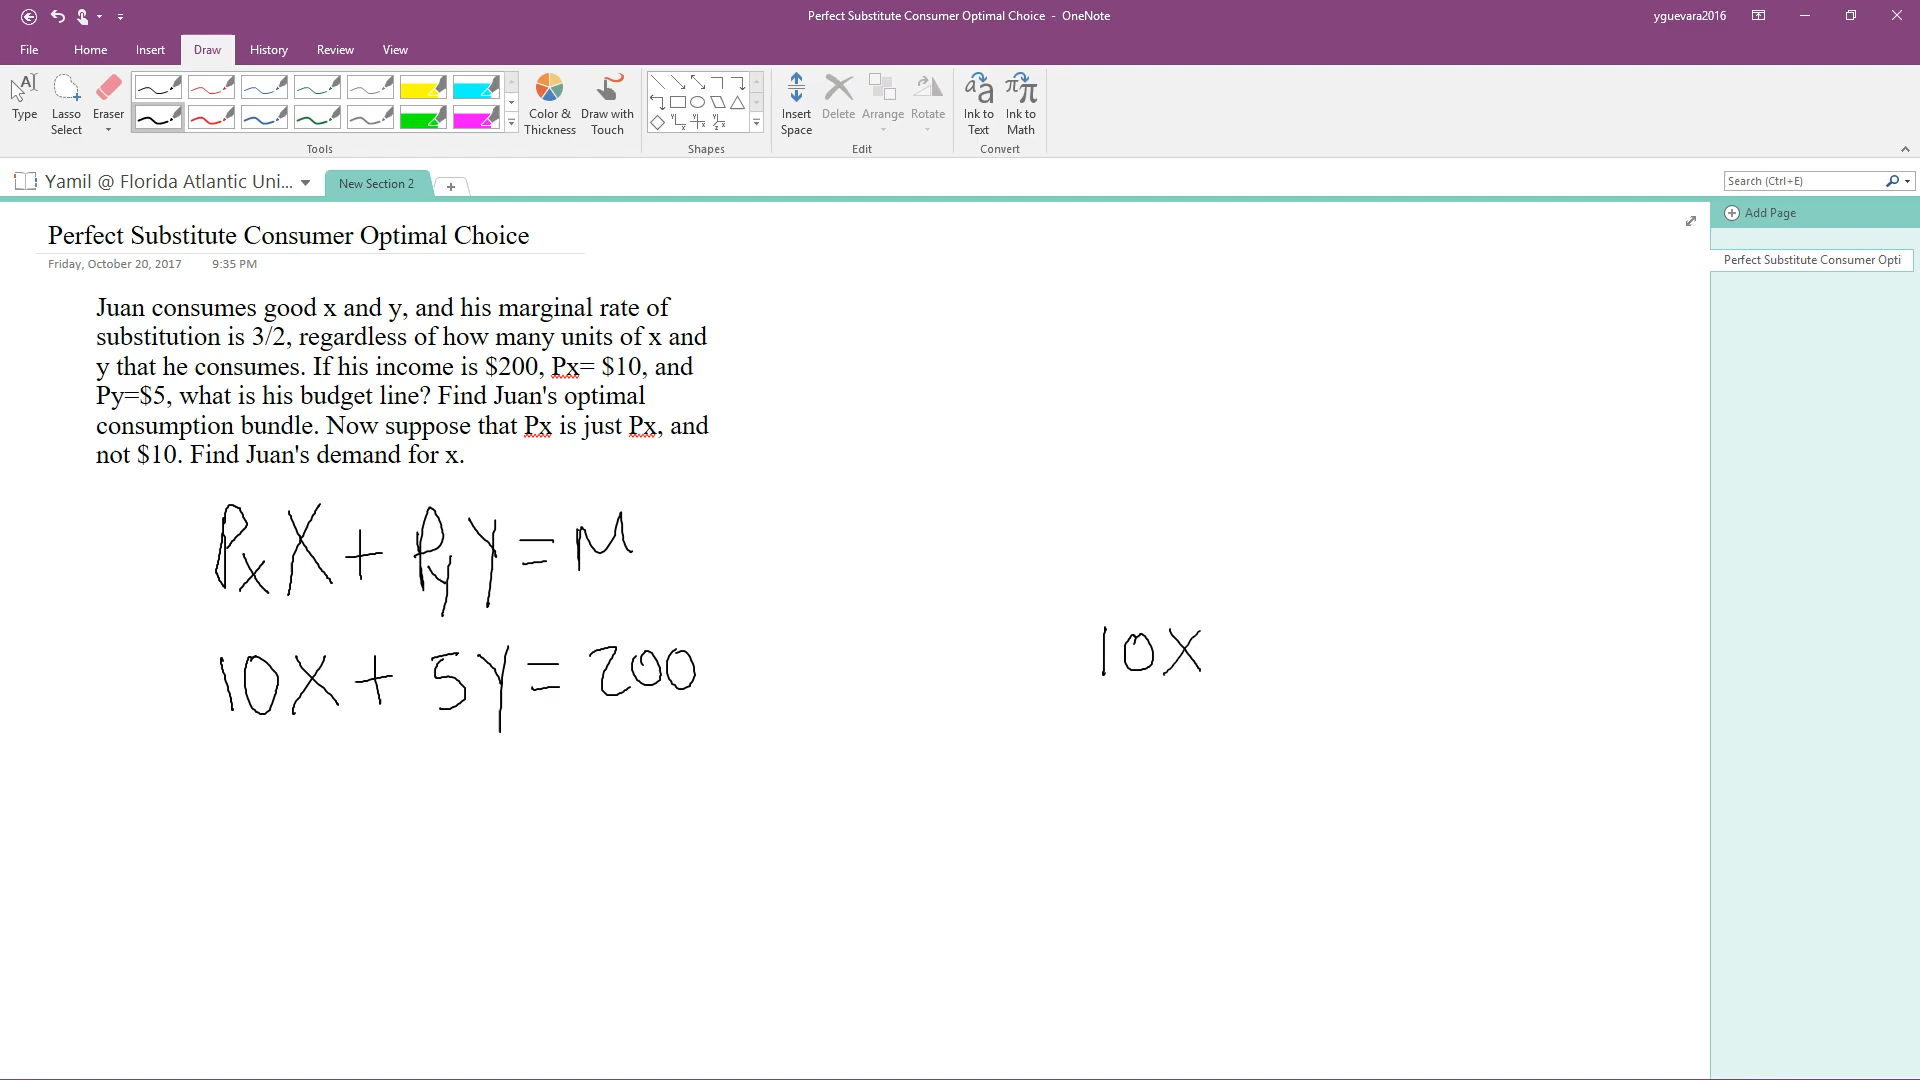 Perfect Substitute Consumer Optimal Choice - OneNote
yguevara2016
File Home Insert Draw History Review View
Type
Lasso Select
Eraser
Color & Thickness
Draw with Touch
Insert Space
Delete
Arrange
Rotate
Ink to Text
Ink to Math
Tools
Shapes
Edit
Convert
Yamil @ Florida Atlantic Uni...
New Section 2
Search (Ctrl+E)
Add Page
Perfect Substitute Consumer Opti
Perfect Substitute Consumer Optimal Choice
Friday, October 20, 2017 9:35 PM
Juan consumes good x and y, and his marginal rate of
substitution is 3/2, regardless of how many units of x and
y that he consumes. If his income is $200, Px= $10, and
Py=$5, what is his budget line? Find Juan's optimal
consumption bundle. Now suppose that Px is just Px, and
not $10. Find Juan's demand for x.
PxX + PyY = M
10X + 5Y = 200
10X